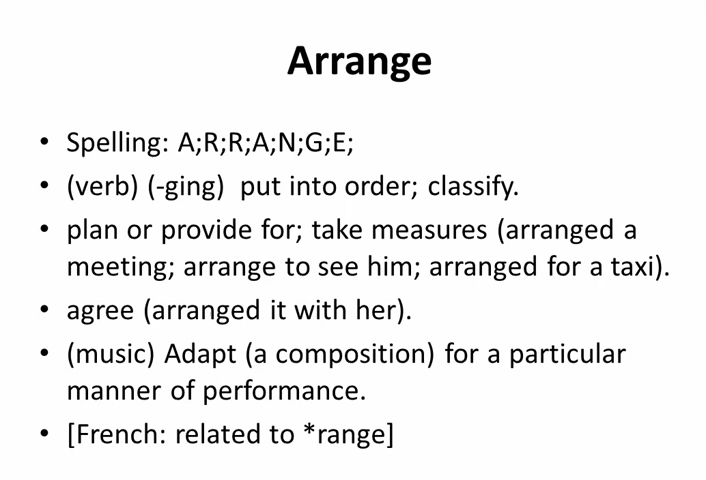 Arrange
• Spelling: A;R;R;A;N;G;E;
• (verb) (-ging)  put into order; classify.
• plan or provide for; take measures (arranged a
meeting; arrange to see him; arranged for a taxi).
• agree (arranged it with her).
• (music) Adapt (a composition) for a particular
manner of performance.
• [French: related to *range]